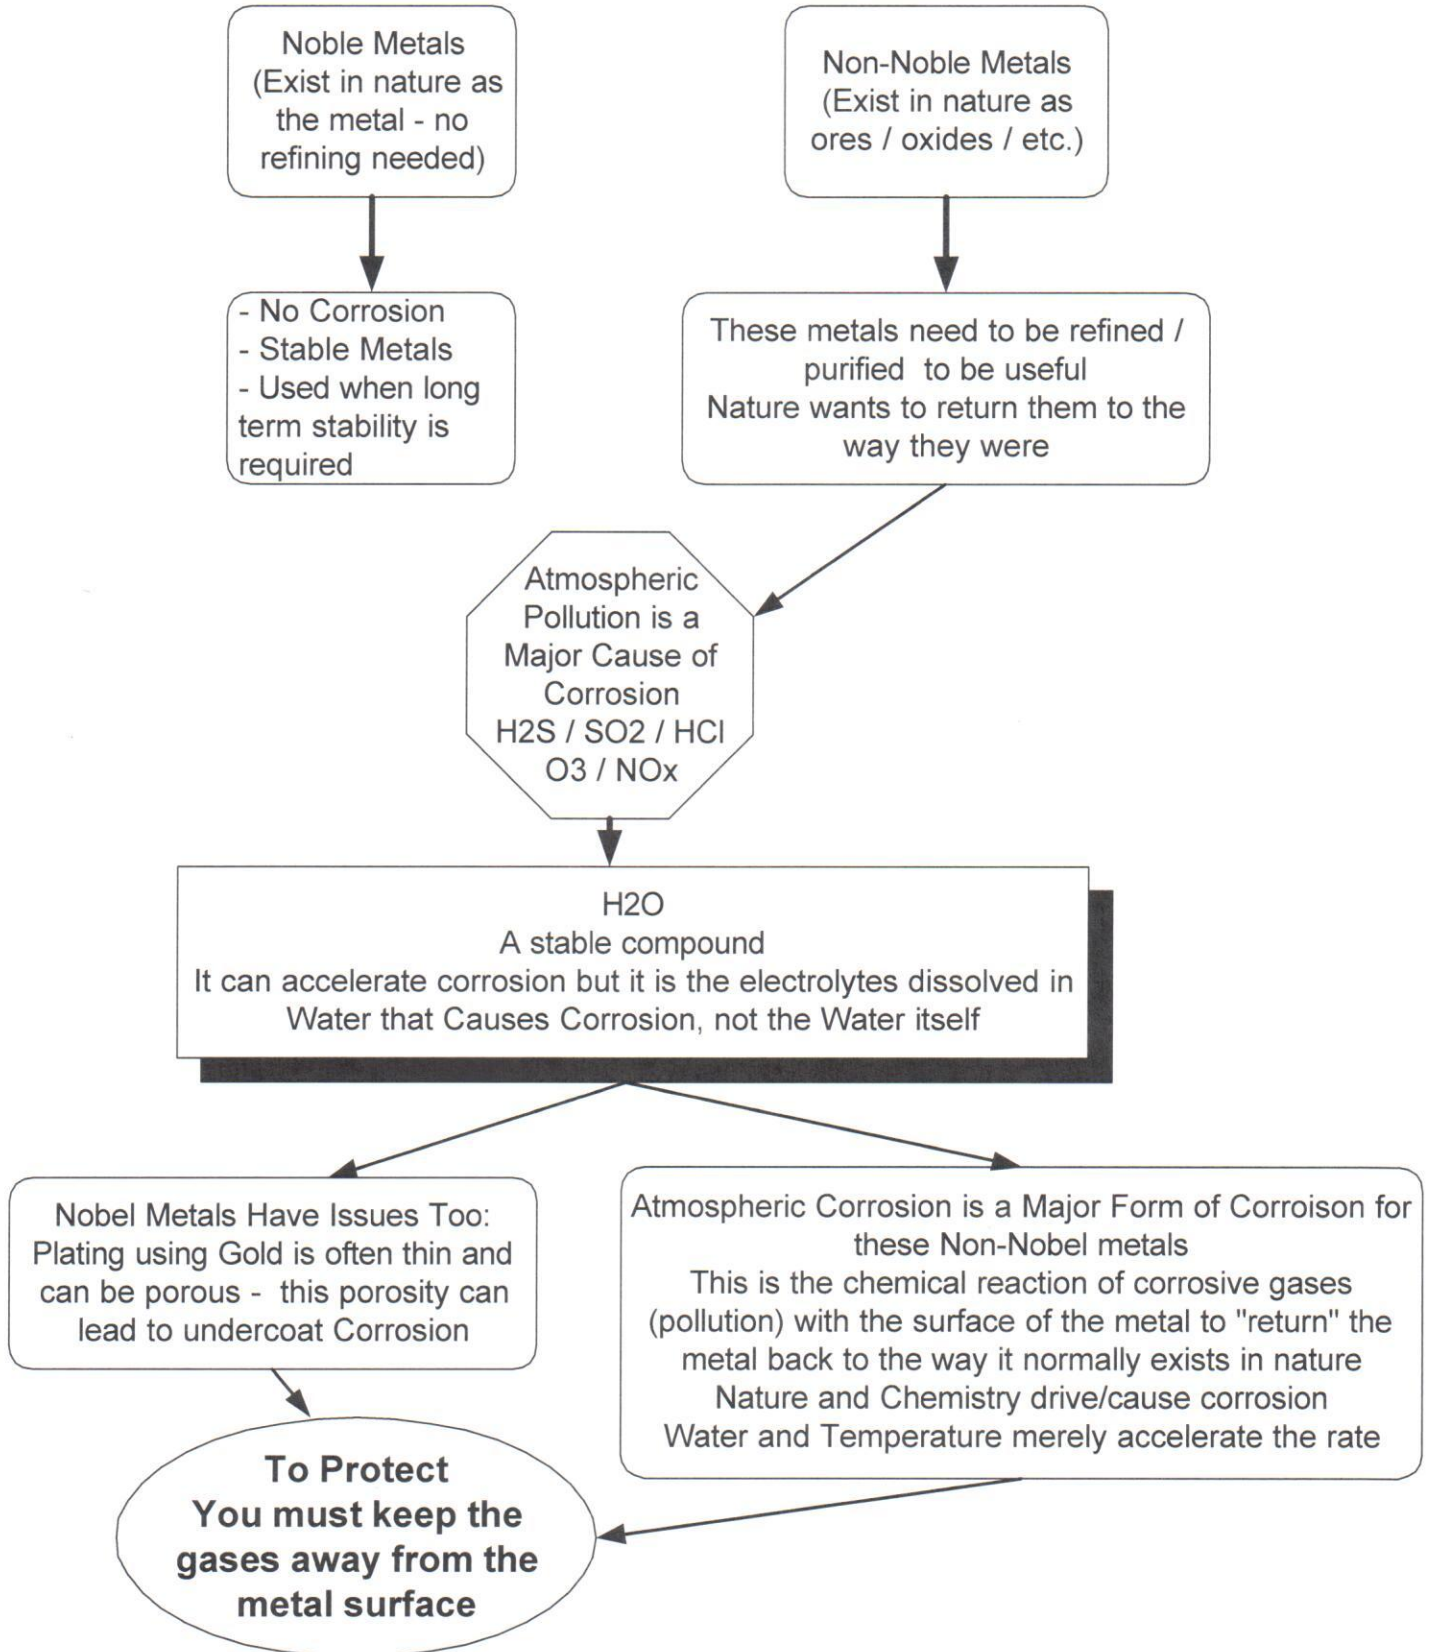 Noble Metals
(Exist in nature as
the metal - no
refining needed)
Non-Noble Metals
(Exist in nature as
ores / oxides / etc.)
- No Corrosion
- Stable Metals
- Used when long
term stability is
required
These metals need to be refined /
purified to be useful
Nature wants to return them to the
way they were
Atmospheric
Pollution is a
Major Cause of
Corrosion
H2S / SO2 / HCl
O3 / NOx
H2O
A stable compound
It can accelerate corrosion but it is the electrolytes dissolved in
Water that Causes Corrosion, not the Water itself
Nobel Metals Have Issues Too:
Plating using Gold is often thin and
can be porous - this porosity can
lead to undercoat Corrosion
Atmospheric Corrosion is a Major Form of Corroison for
these Non-Nobel metals
This is the chemical reaction of corrosive gases
(pollution) with the surface of the metal to "return" the
metal back to the way it normally exists in nature
Nature and Chemistry drive/cause corrosion
Water and Temperature merely accelerate the rate
To Protect
You must keep the
gases away from the
metal surface